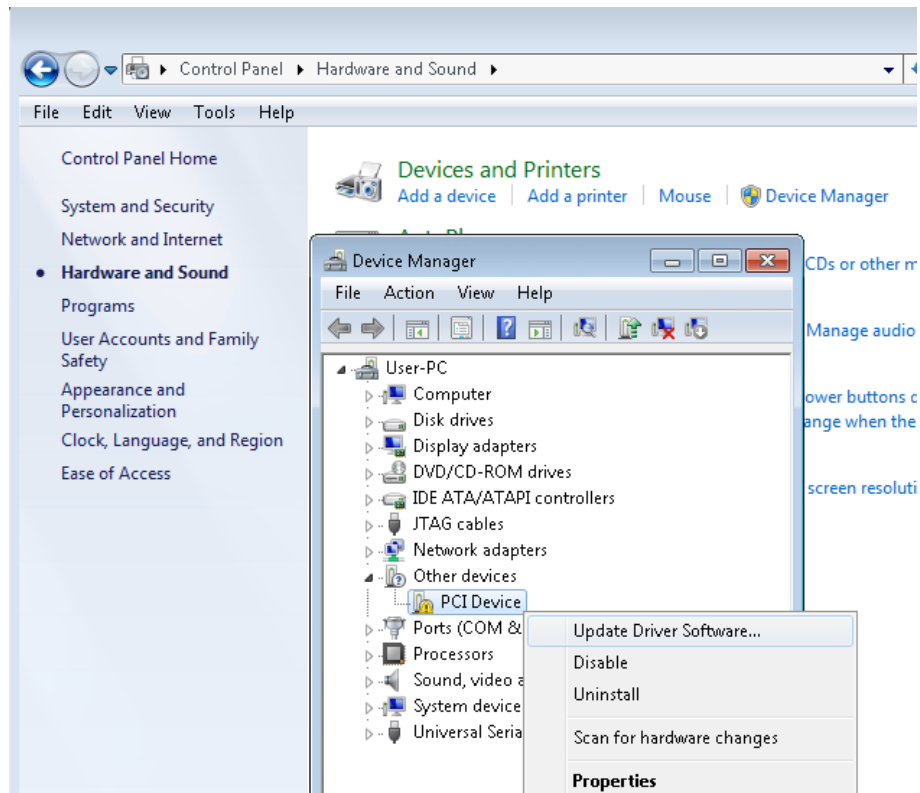 Control Panel Hardware and Sound
File Edit View Tools Help
Control Panel Home
System and Security
Network and Internet
Hardware and Sound
Programs
User Accounts and Family
Safety
Appearance and
Personalization
Clock, Language, and Region
Ease of Access
Devices and Printers
Add a device Add a printer Mouse Device Manager
CDs or other
Manage audio
ower buttons
ange when the
screen resoluti
Device Manager
File Action View Help
User-PC
Computer
Disk drives
Display adapters
DVD/CD-ROM drives
IDE ATA/ATAPI controllers
JTAG cables
Network adapters
Other devices
PCI Device
Ports (COM &
Processors
Sound, video
System device
Universal Seria
Update Driver Software...
Disable
Uninstall
Scan for hardware changes
Properties